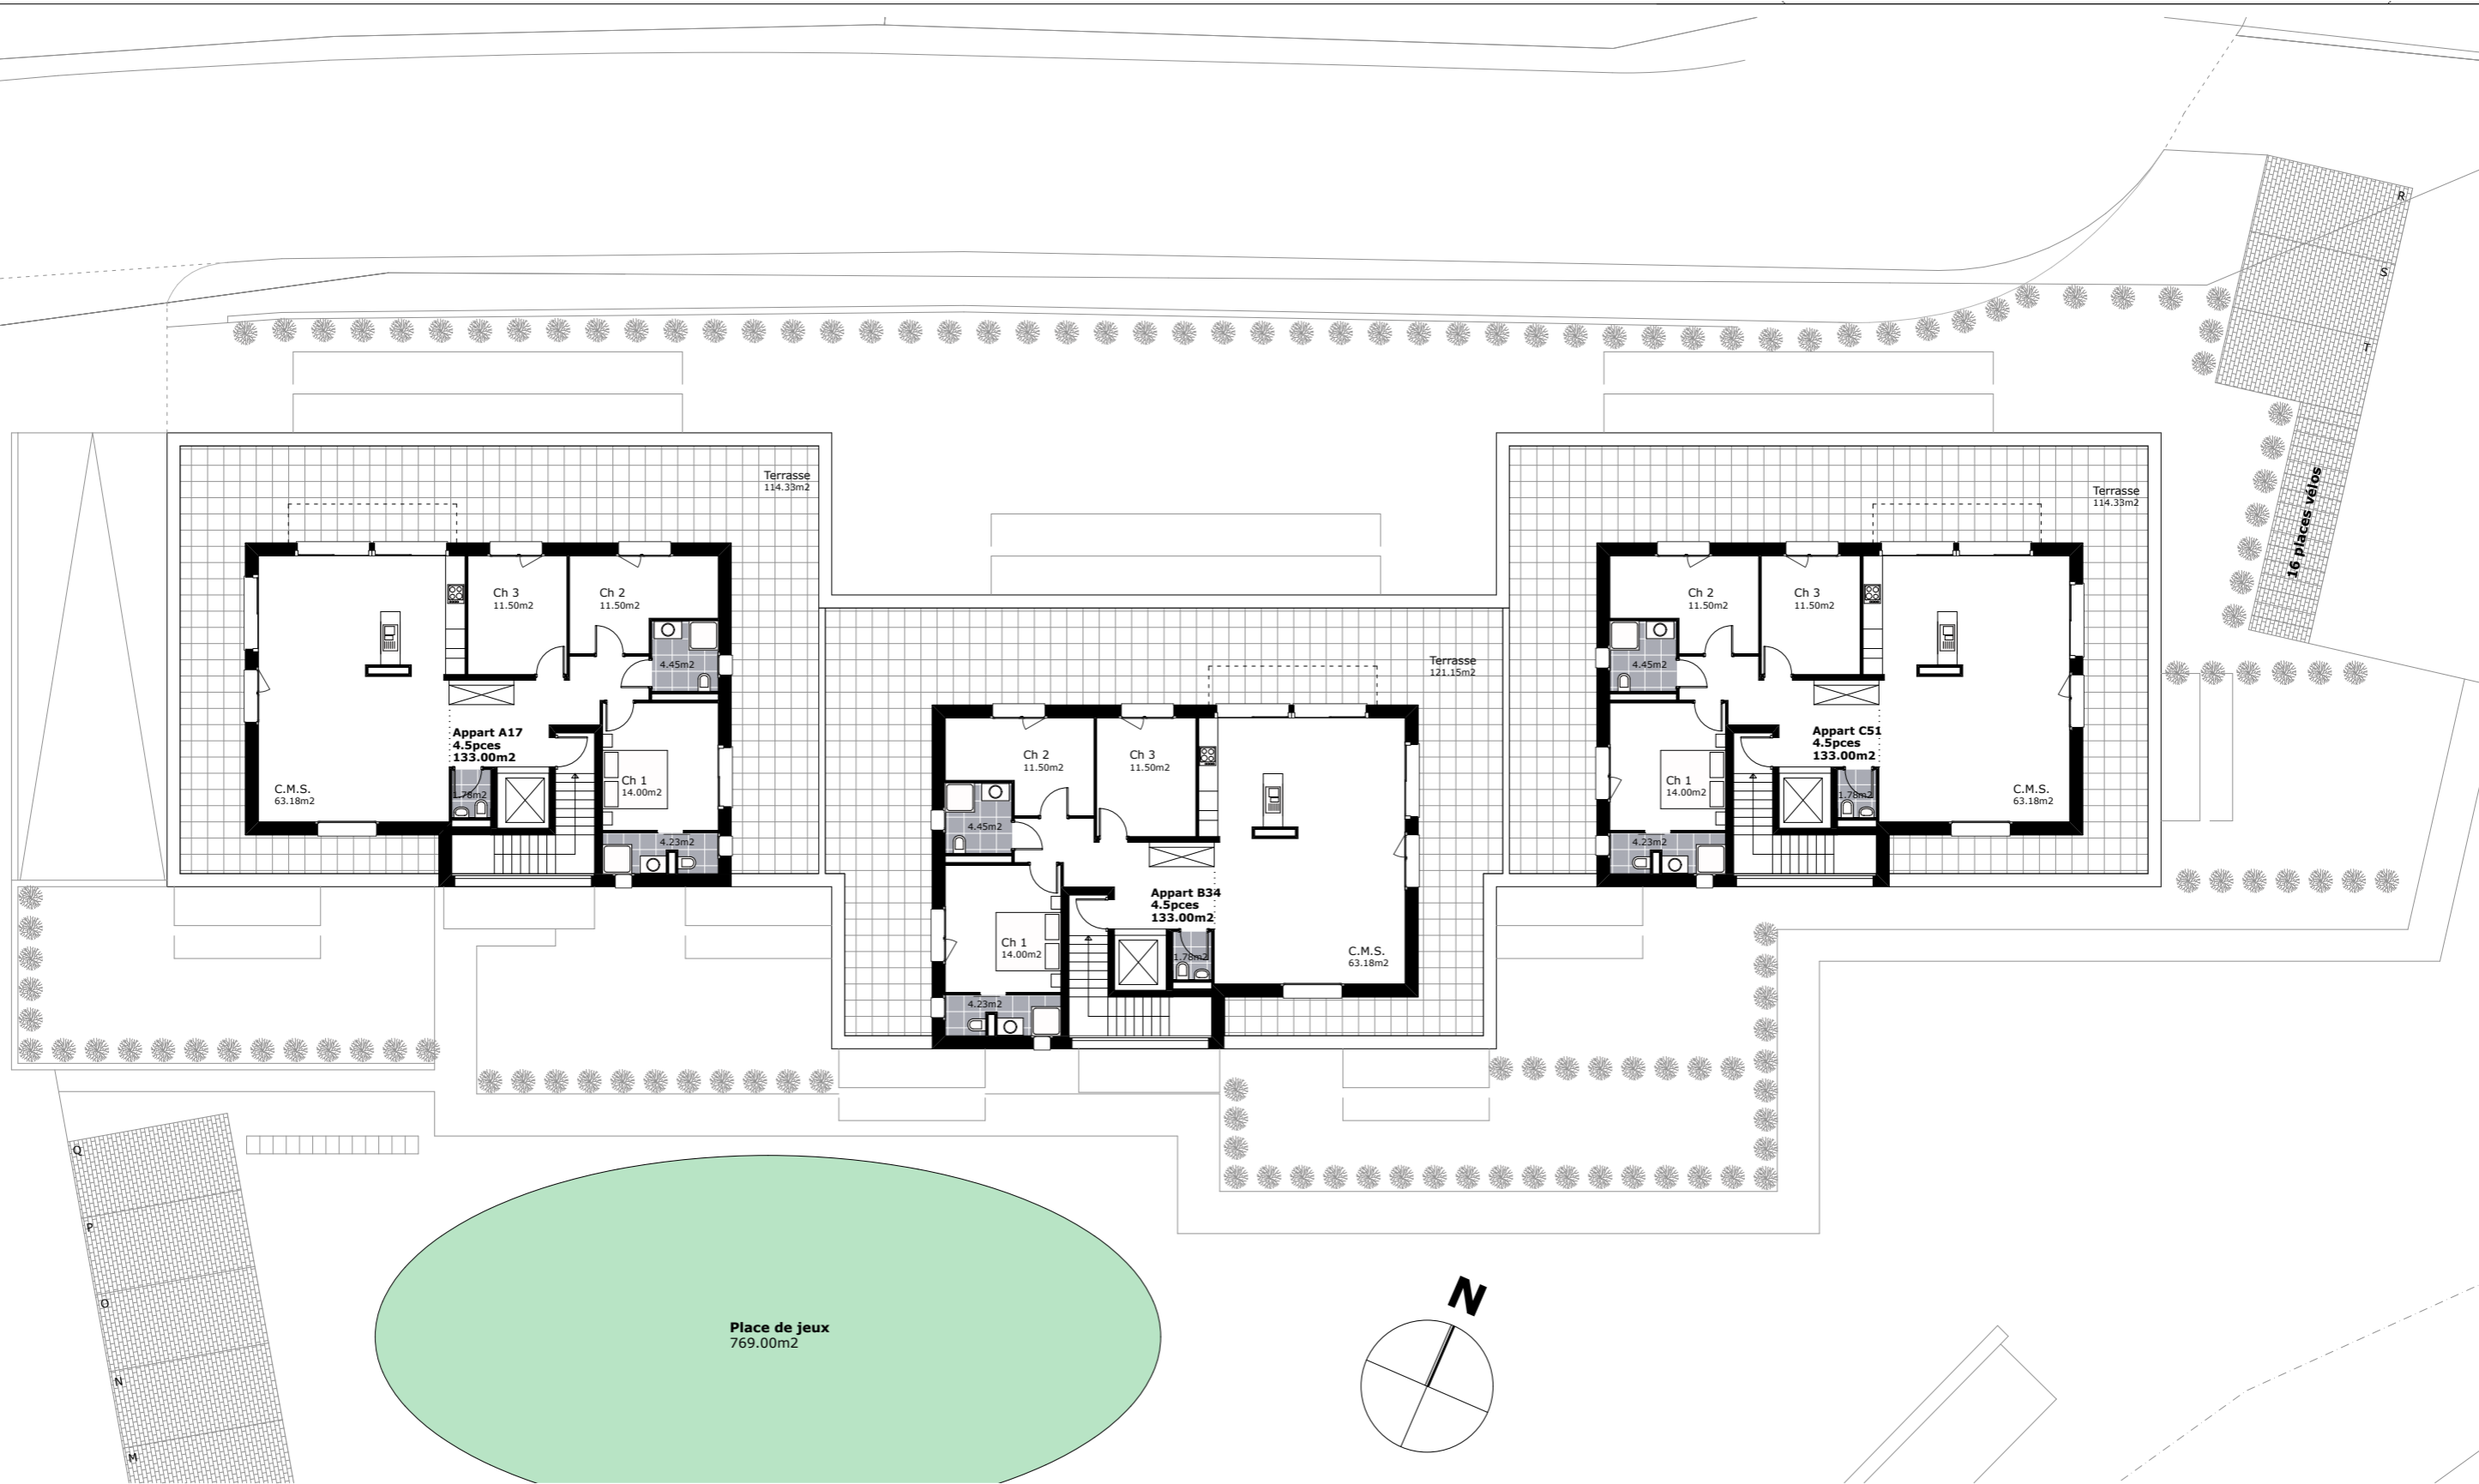 R
S
T
16 places vélos
Terrasse
114.33m2
Ch 3
11.50m2
Ch 2
11.50m2
4.45m2
Appart A17
4.5pces
133.00m2
1.78m2
Ch 1
14.00m2
C.M.S.
63.18m2
4.23m2
Terrasse
121.15m2
Ch 2
11.50m2
Ch 3
11.50m2
4.45m2
Appart B34
4.5pces
133.00m2
1.78m2
Ch 1
14.00m2
C.M.S.
63.18m2
4.23m2
Terrasse
114.33m2
Ch 2
11.50m2
Ch 3
11.50m2
4.45m2
Appart C51
4.5pces
133.00m2
1.78m2
Ch 1
14.00m2
C.M.S.
63.18m2
4.23m2
Q
P
O
N
M
Place de jeux
769.00m2
N